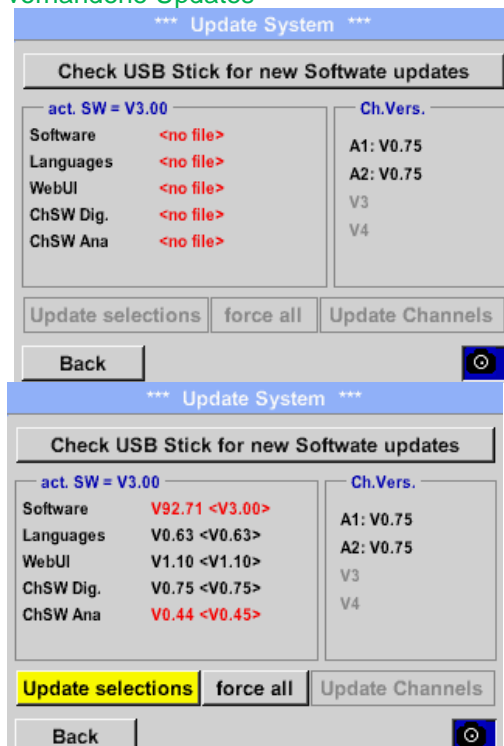 vorhandene Updates
*** Update System ***
Check USB Stick for new Softwate updates
act. SW = V3.00
Software <no file>
Languages <no file>
WebUI <no file>
ChSW Dig. <no file>
ChSW Ana <no file>
Ch.Vers.
A1: V0.75
A2: V0.75
V3
V4
Update selections
force all
Update Channels
Back
*** Update System ***
Check USB Stick for new Softwate updates
act. SW = V3.00
Software V92.71 <V3.00>
Languages V0.63 <V0.63>
WebUI V1.10 <V1.10>
ChSW Dig. V0.75 <V0.75>
ChSW Ana V0.44 <V0.45>
Ch.Vers.
A1: V0.75
A2: V0.75
V3
V4
Update selections
force all
Update Channels
Back